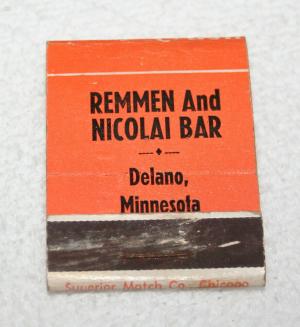 REMMEN And
NICOLAI BAR
Delano,
Minnesota
Superior Match Co., Chicago